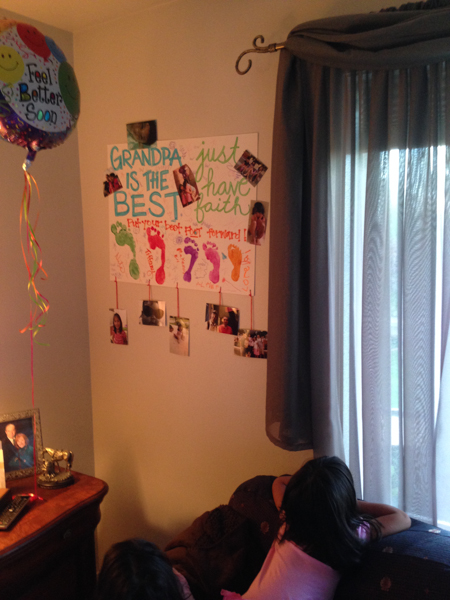 Feel
Better
Soon
GRANDPA
IS THE
BEST
just
have
faith
Put your best foot forward!!